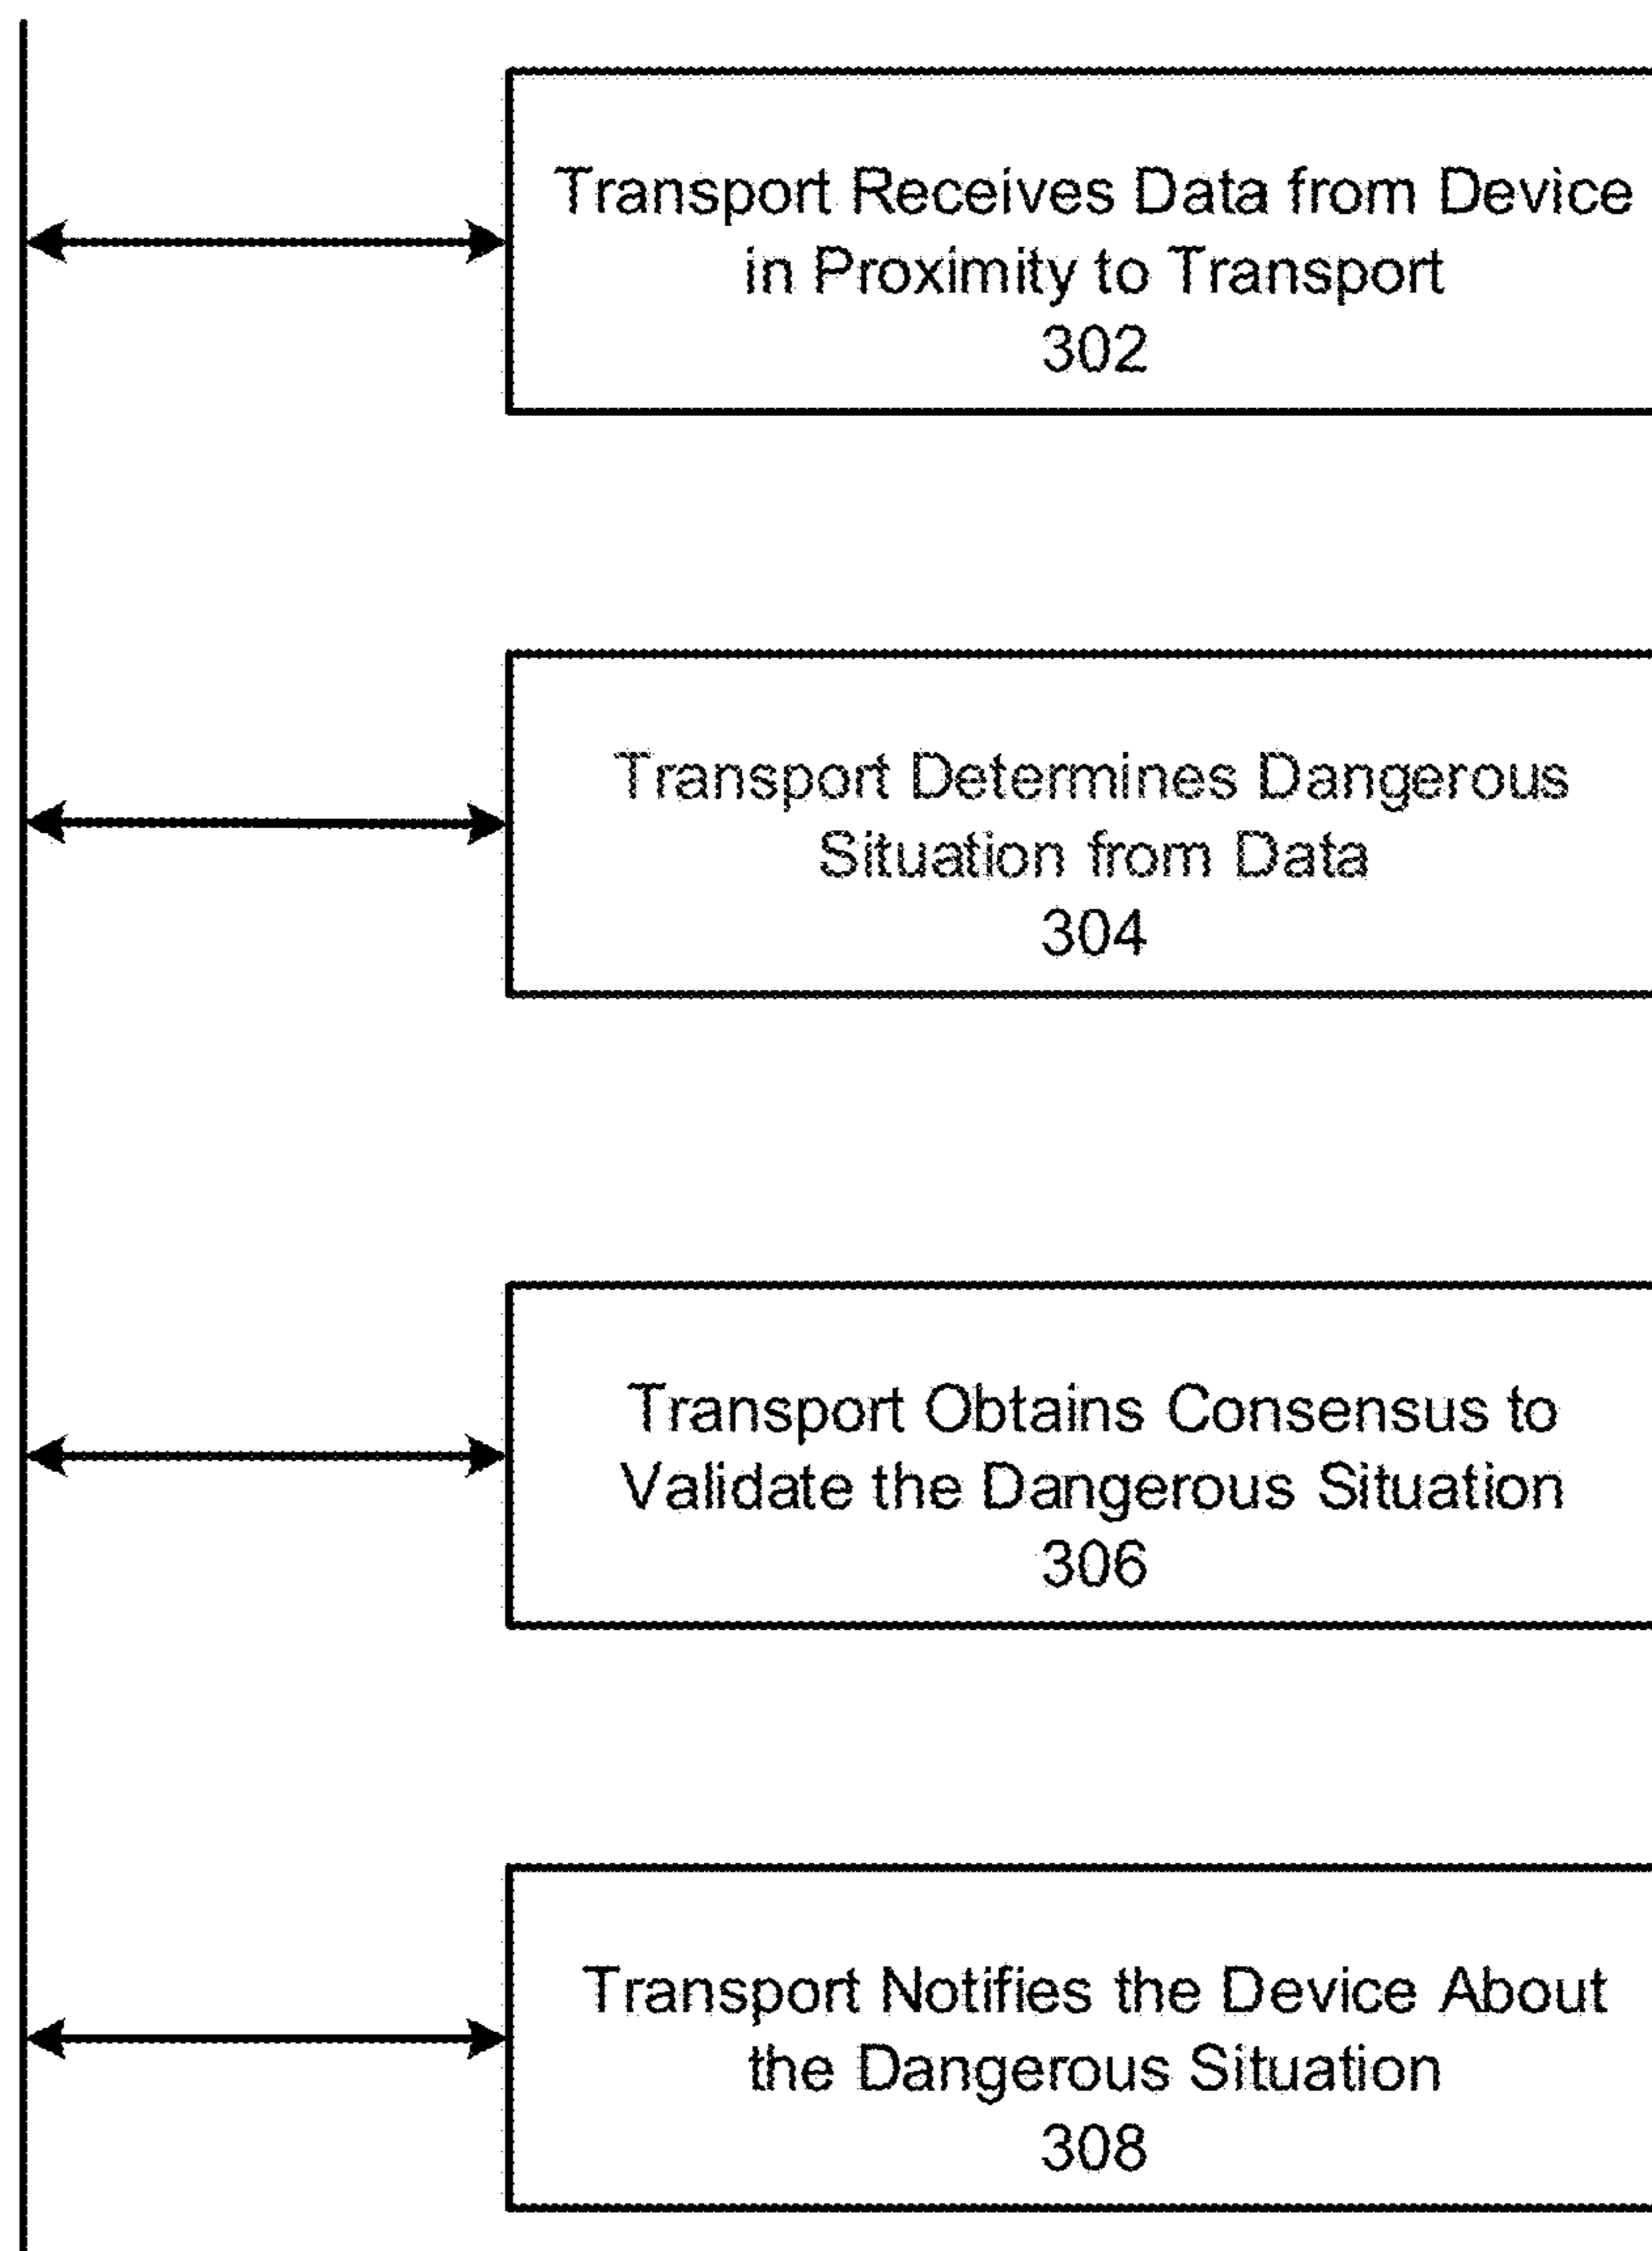 Transport Receives Data from Device
in Proximity to Transport
302
Transport Determines Dangerous
Situation from Data
304
Transport Obtains Consensus to
Validate the Dangerous Situation
306
Transport Notifies the Device About
the Dangerous Situation
308